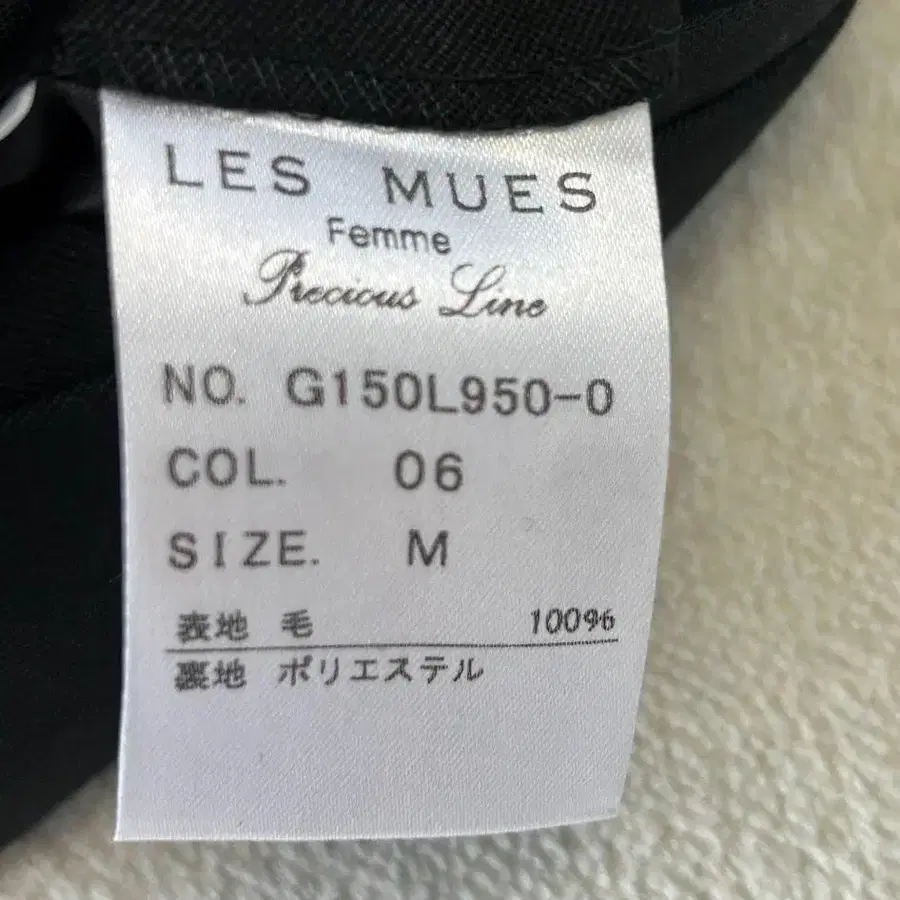 LES MUES
Femme
Precious Line
NO. G150L950-0
COL. 06
SIZE. M
表地 毛 100%
裏地 ポリエステル